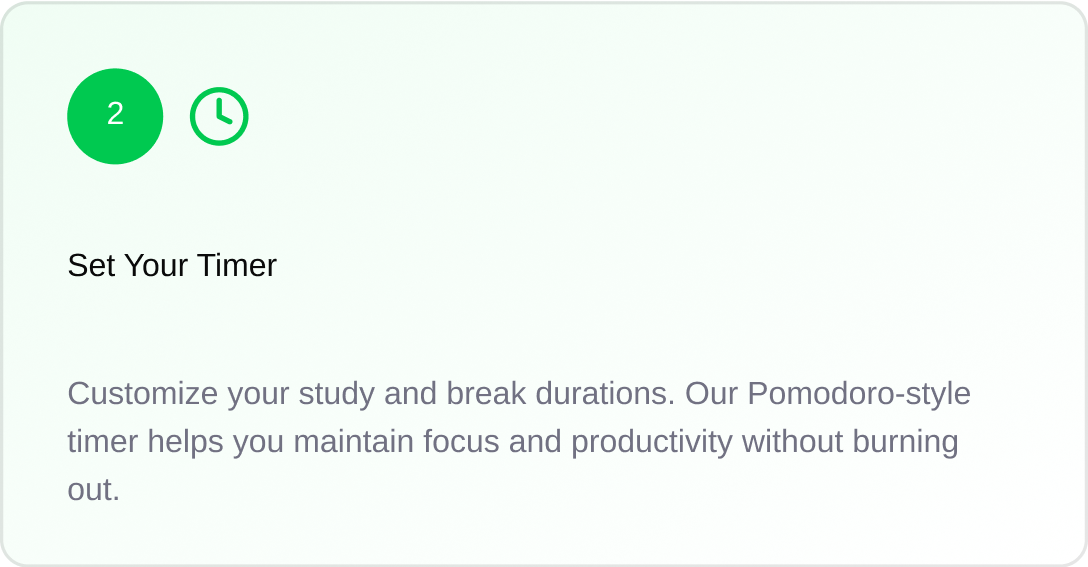 2
Set Your Timer
Customize your study and break durations. Our Pomodoro-style
timer helps you maintain focus and productivity without burning
out.